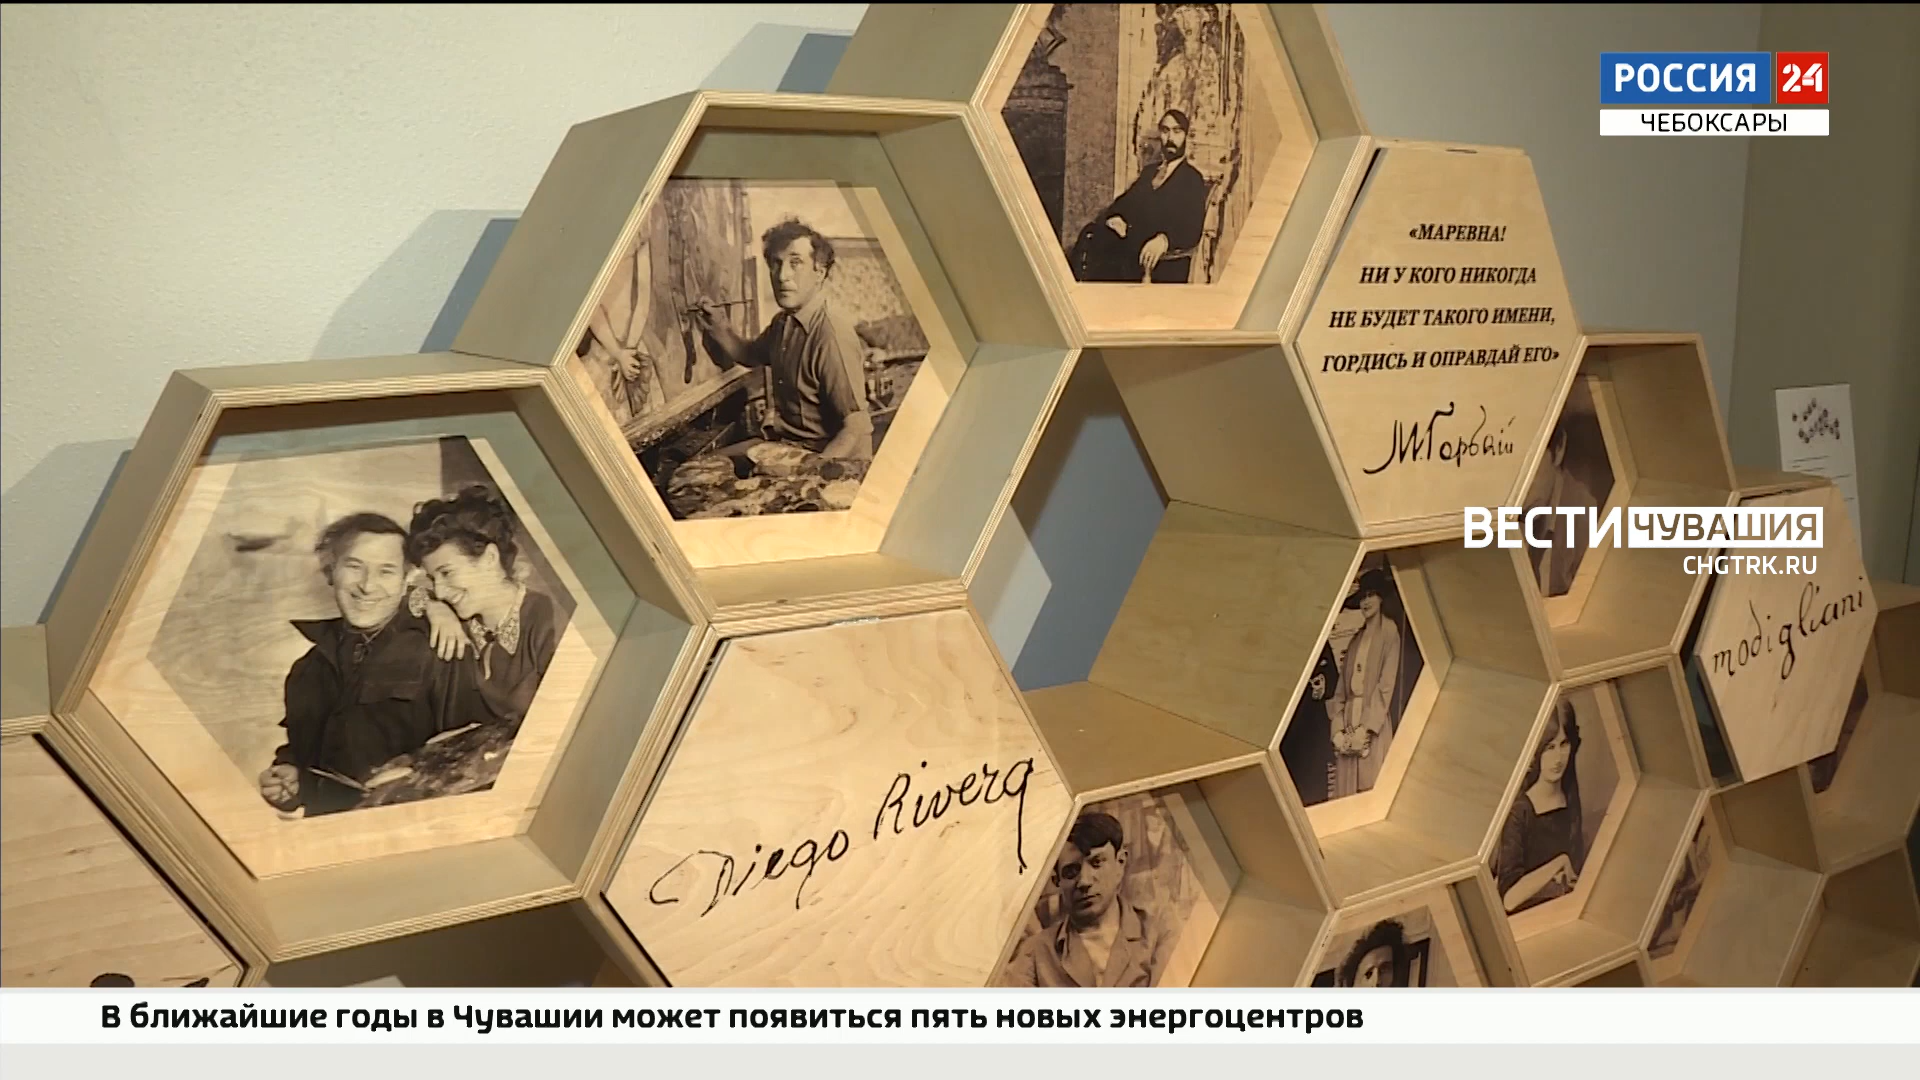 РОССИЯ 24
ЧЕБОКСАРЫ
«МАРЕВНА!
НИ У КОГО НИКОГДА
НЕ БУДЕТ ТАКОГО ИМЕНИ,
ГОРДИСЬ И ОПРАВДАЙ ЕГО»
М. Горькій
ВЕСТИ ЧУВАШИЯ
CHGTRK.RU
modigliani
Diego Rivera
В ближайшие годы в Чувашии может появиться пять новых энергоцентров